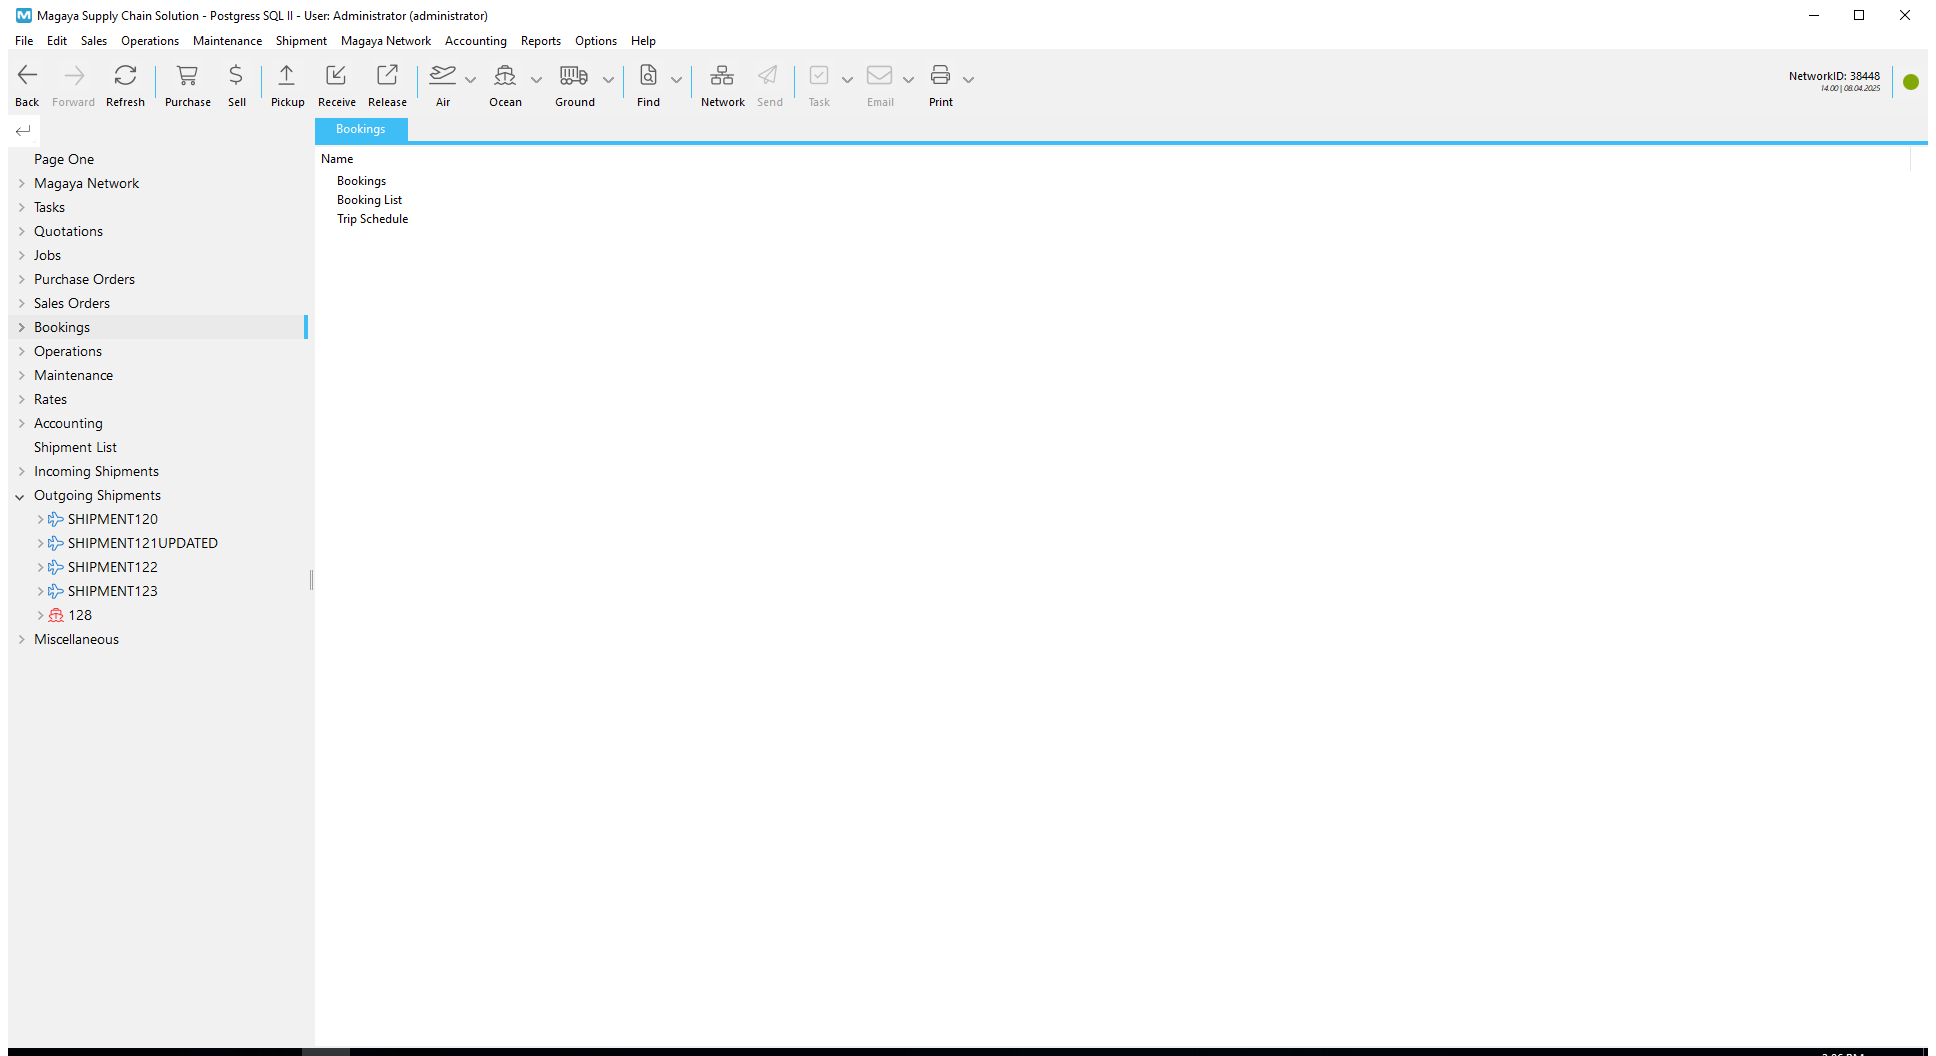 Magaya Supply Chain Solution - Postgress SQL II - User: Administrator (administrator)
File Edit Sales Operations Maintenance Shipment Magaya Network Accounting Reports Options Help
Back Forward Refresh Purchase Sell Pickup Receive Release Air Ocean Ground Find Network Send Task Email Print
NetworkID: 38448
14.00 | 08.04.2025
Bookings
Name
Bookings
Booking List
Trip Schedule
Page One
Magaya Network
Tasks
Quotations
Jobs
Purchase Orders
Sales Orders
Bookings
Operations
Maintenance
Rates
Accounting
Shipment List
Incoming Shipments
Outgoing Shipments
SHIPMENT120
SHIPMENT121UPDATED
SHIPMENT122
SHIPMENT123
128
Miscellaneous